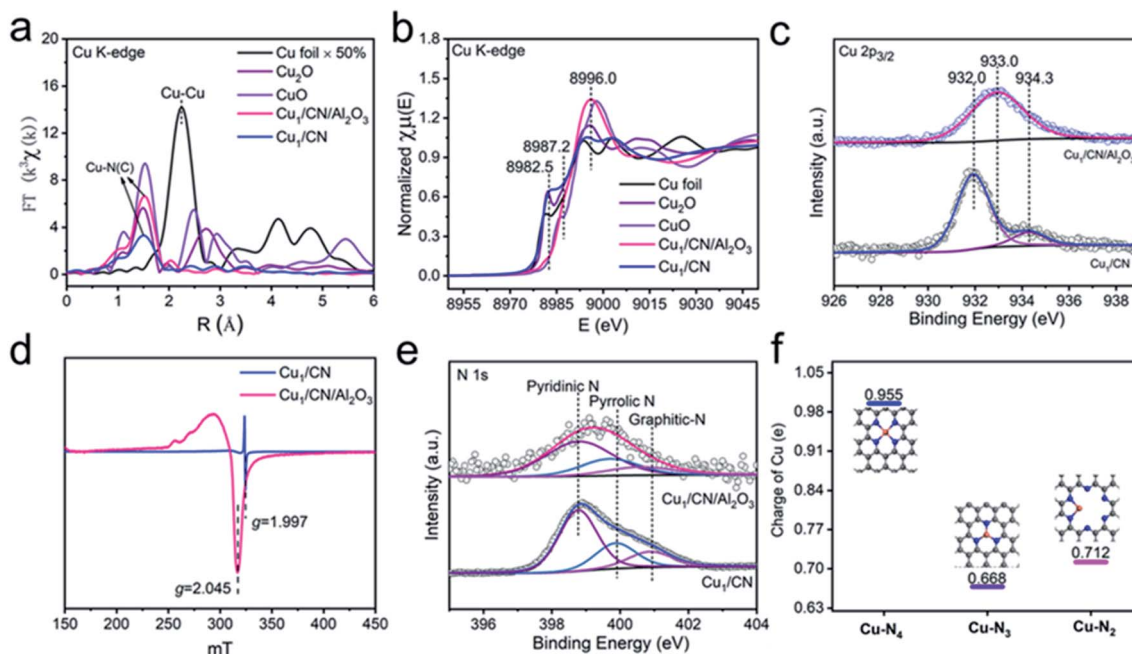 a
Cu K-edge
Cu foil × 50%
Cu₂O
CuO
Cu₁/CN/Al₂O₃
Cu₁/CN
Cu-Cu
Cu-N(C)
FT (k³χ(k))
20
16
12
8
4
0
0 1 2 3 4 5 6
R (Å)
b
Cu K-edge
8996.0
8987.2
8982.5
Cu foil
Cu₂O
CuO
Cu₁/CN/Al₂O₃
Cu₁/CN
Normalized χμ(E)
1.8
1.5
1.2
0.9
0.6
0.3
0.0
8955 8970 8985 9000 9015 9030 9045
E (eV)
c
Cu 2p₃/₂
932.0
933.0
934.3
Cu₁/CN/Al₂O₃
Cu₁/CN
Intensity (a.u.)
926 928 930 932 934 936 938
Binding Energy (eV)
d
Cu₁/CN
Cu₁/CN/Al₂O₃
g=1.997
g=2.045
150 200 250 300 350 400 450
mT
e
N 1s
Pyridinic N
Pyrrolic N
Graphitic-N
Cu₁/CN/Al₂O₃
Cu₁/CN
Intensity (a.u.)
396 398 400 402 404
Binding Energy (eV)
f
Charge of Cu (e)
1.05
0.98
0.91
0.84
0.77
0.70
0.63
0.955
0.668
0.712
Cu-N₄ Cu-N₃ Cu-N₂